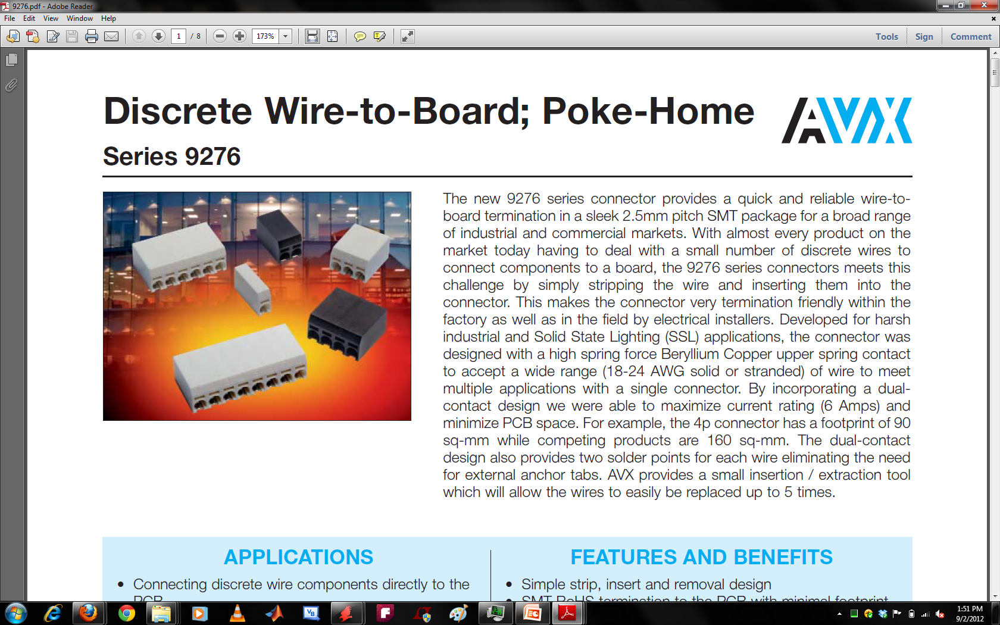 9276.pdf - Adobe Reader
File Edit View Window Help
1 / 8 173% Tools Sign Comment
Discrete Wire-to-Board; Poke-Home
AVX
Series 9276
The new 9276 series connector provides a quick and reliable wire-to-
board termination in a sleek 2.5mm pitch SMT package for a broad range
of industrial and commercial markets. With almost every product on the
market today having to deal with a small number of discrete wires to
connect components to a board, the 9276 series connectors meets this
challenge by simply stripping the wire and inserting them into the
connector. This makes the connector very termination friendly within the
factory as well as in the field by electrical installers. Developed for harsh
industrial and Solid State Lighting (SSL) applications, the connector was
designed with a high spring force Beryllium Copper upper spring contact
to accept a wide range (18-24 AWG solid or stranded) of wire to meet
multiple applications with a single connector. By incorporating a dual-
contact design we were able to maximize current rating (6 Amps) and
minimize PCB space. For example, the 4p connector has a footprint of 90
sq-mm while competing products are 160 sq-mm. The dual-contact
design also provides two solder points for each wire eliminating the need
for external anchor tabs. AVX provides a small insertion / extraction tool
which will allow the wires to easily be replaced up to 5 times.
APPLICATIONS
• Connecting discrete wire components directly to the
PCB
FEATURES AND BENEFITS
• Simple strip, insert and removal design
• SMT RoHS termination to the PCB with minimal footprint
VB
F
1:51 PM
9/2/2012